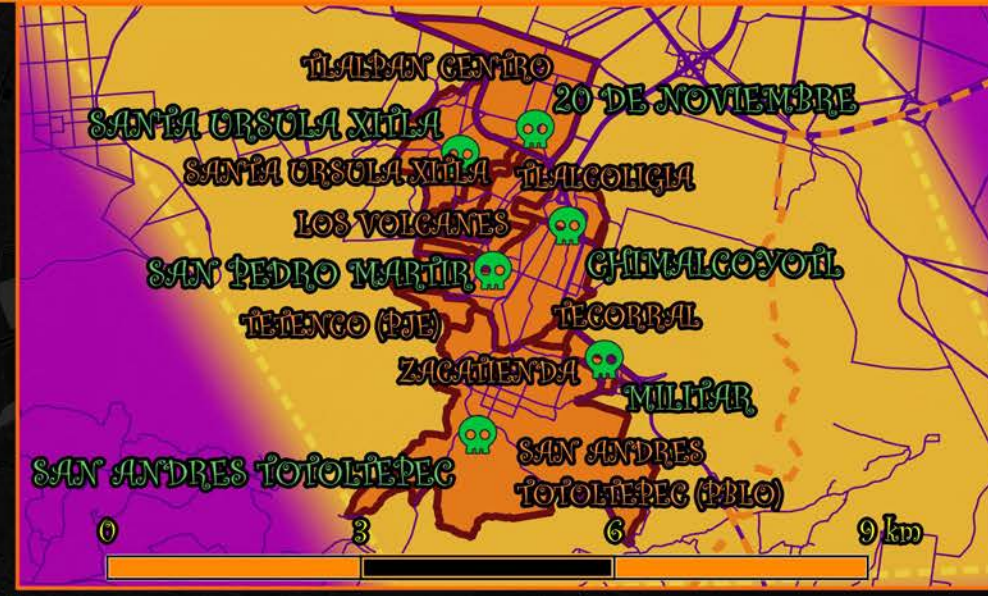 TLALPAN CENTRO
20 DE NOVIEMBRE
SANTA URSULA XITLA
SANTA URSULA XITLA
TLALCOLIGIA
LOS VOLCANES
SAN PEDRO MARTIR
CHIMALCOYOTL
TETENCO (PJE)
TECORRAL
ZACATIENDA
MILITAR
SAN ANDRES TOTOLTEPEC
SAN ANDRES
TOTOLTEPEC (PBLO)
0 3 6 9 km